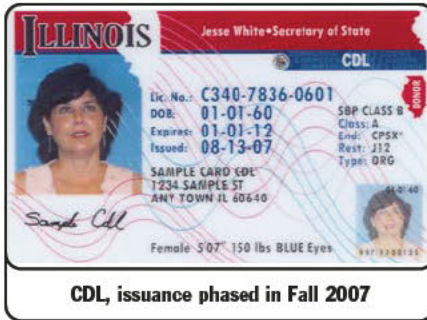 ILLINOIS
Jesse White•Secretary of State
CDL
DONOR
Lic. No.: C340-7836-0601
DOB: 01-01-60
Expires: 01-01-12
Issued: 08-13-07
SBP CLASS B
Class: A
End: CPSX*
Rest: J12
Type: ORG
SAMPLE CARD CDL
1234 SAMPLE ST
ANY TOWN IL 60640
Sample Cdl
Female 5'07" 150 lbs BLUE Eyes
01-01-60
CDL, issuance phased in Fall 2007